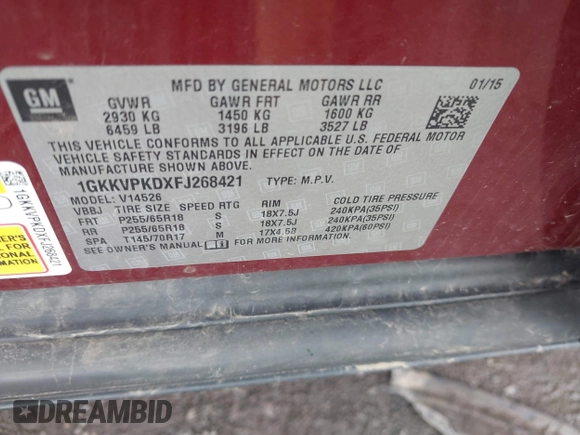 GM
MFD BY GENERAL MOTORS LLC
01/15
GVWR GAWR FRT GAWR RR
2930 KG 1450 KG 1600 KG
6459 LB 3196 LB 3527 LB
THIS VEHICLE CONFORMS TO ALL APPLICABLE U.S. FEDERAL MOTOR
VEHICLE SAFETY STANDARDS IN EFFECT ON THE DATE OF
MANUFACTURE SHOWN ABOVE.
1GKKVPKDXFJ268421 TYPE: M.P.V.
MODEL: V14526
VBBJ TIRE SIZE SPEED RTG RIM COLD TIRE PRESSURE
FRT P255/65R18 S 18X7.5J 240KPA(35PSI)
RR P255/65R18 S 18X7.5J 240KPA(35PSI)
SPA T145/70R17 M 17X4.5B 420KPA(60PSI)
SEE OWNER'S MANUAL FOR MORE INFORMATION.
1GKKVPKDXFJ268421
FOR
DREAMBID